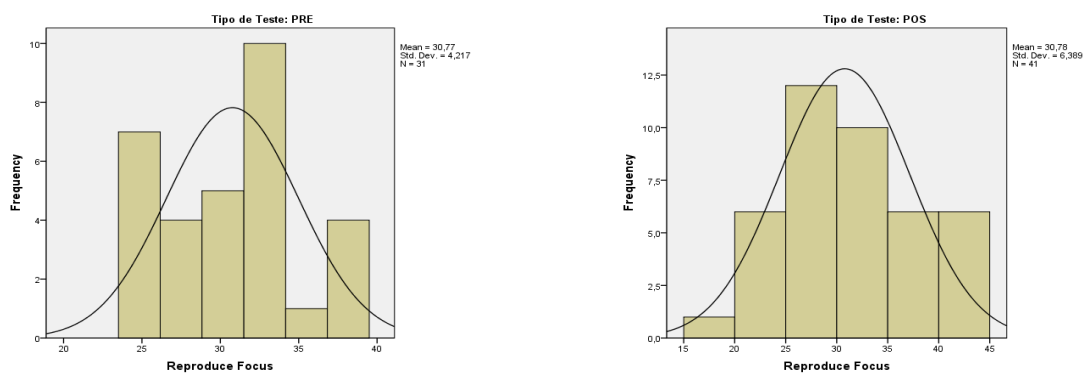 Tipo de Teste: PRE
Mean = 30,77
Std. Dev. = 4,217
N = 31
Frequency
10
8
6
4
2
0
20 25 30 35 40
Reproduce Focus
Tipo de Teste: POS
Mean = 30,78
Std. Dev. = 6,389
N = 41
Frequency
12,5
10,0
7,5
5,0
2,5
0,0
15 20 25 30 35 40 45
Reproduce Focus